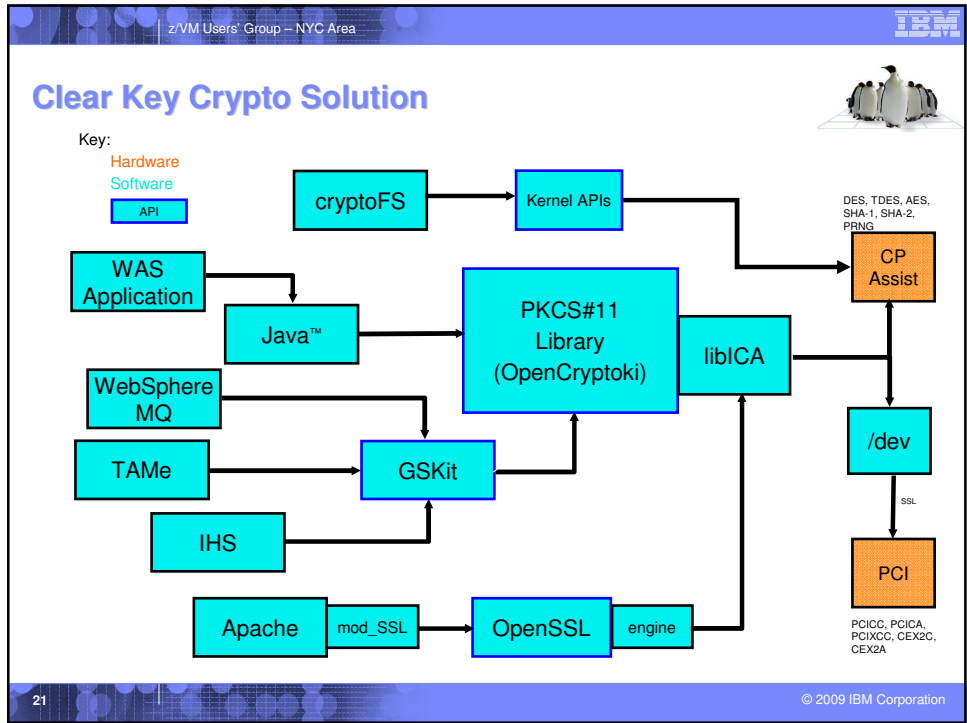 z/VM Users' Group – NYC Area
IBM
Clear Key Crypto Solution
Key:
Hardware
Software
API
cryptoFS
Kernel APIs
DES, TDES, AES,
SHA-1, SHA-2,
PRNG
CP
Assist
WAS
Application
Java™
PKCS#11
Library
(OpenCryptoki)
libICA
WebSphere
MQ
TAMe
GSKit
/dev
SSL
IHS
PCI
Apache
mod_SSL
OpenSSL
engine
PCICC, PCICA,
PCIXCC, CEX2C,
CEX2A
21
© 2009 IBM Corporation